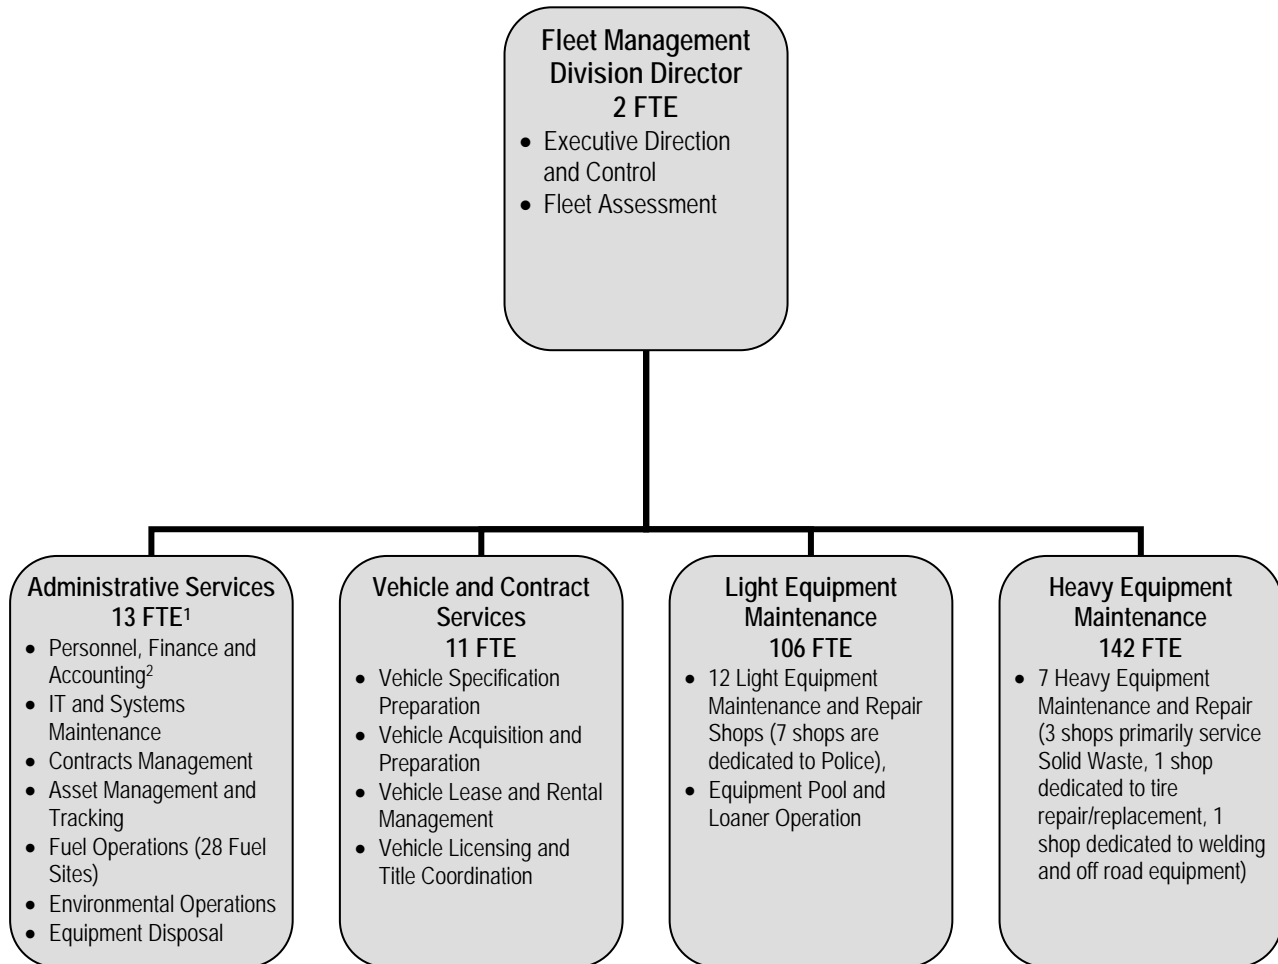 Fleet Management
Division Director
2 FTE
• Executive Direction
and Control
• Fleet Assessment
Administrative Services
13 FTE¹
• Personnel, Finance and
Accounting²
• IT and Systems
Maintenance
• Contracts Management
• Asset Management and
Tracking
• Fuel Operations (28 Fuel
Sites)
• Environmental Operations
• Equipment Disposal
Vehicle and Contract
Services
11 FTE
• Vehicle Specification
Preparation
• Vehicle Acquisition and
Preparation
• Vehicle Lease and Rental
Management
• Vehicle Licensing and
Title Coordination
Light Equipment
Maintenance
106 FTE
• 12 Light Equipment
Maintenance and Repair
Shops (7 shops are
dedicated to Police),
• Equipment Pool and
Loaner Operation
Heavy Equipment
Maintenance
142 FTE
• 7 Heavy Equipment
Maintenance and Repair
(3 shops primarily service
Solid Waste, 1 shop
dedicated to tire
repair/replacement, 1
shop dedicated to welding
and off road equipment)